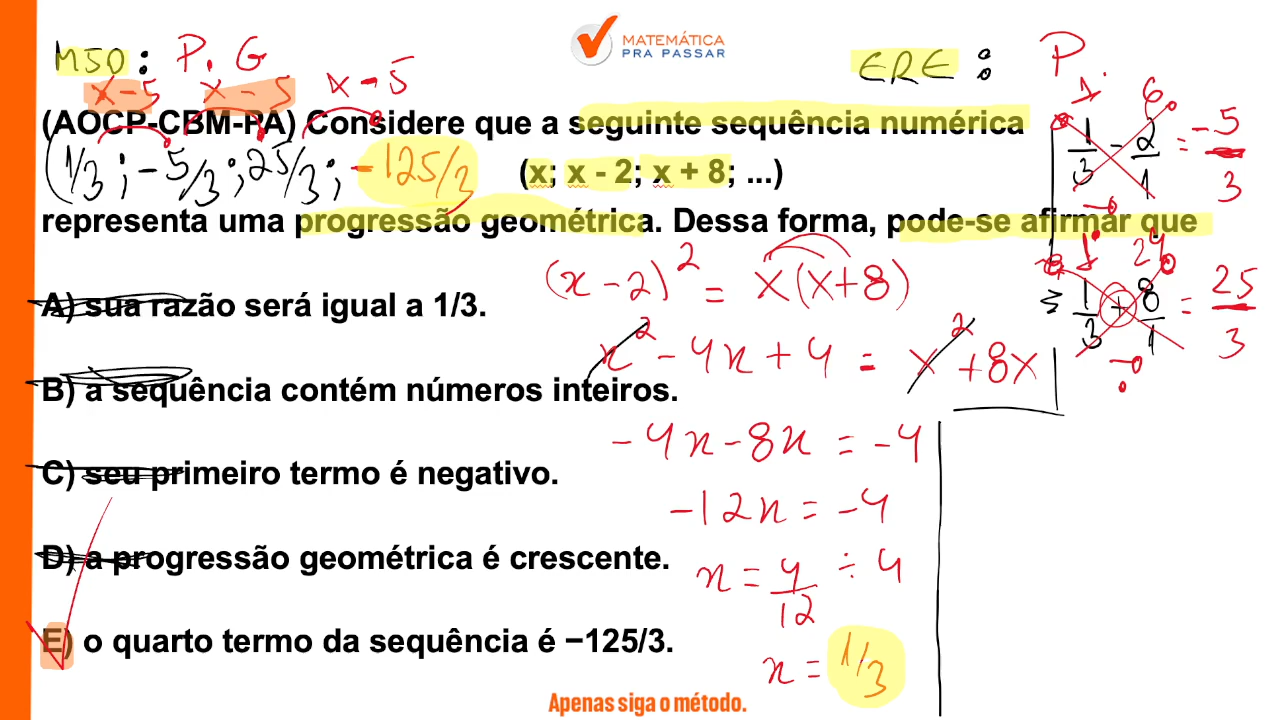 MATEMÁTICA
PRA PASSAR
M50 : P. G
ERE : P
x-5 x-5 x-5
(AOCP-CBM-PA) Considere que a seguinte sequência numérica
(1/3 ; -5/3 ; 25/3 ; -125/3
(x; x - 2; x + 8; ...)
representa uma progressão geométrica. Dessa forma, pode-se afirmar que
1 6
1/3 - 2/1 = -5/3
1 24
1/3 + 8/1 = 25/3
(x-2)² = x(x+8)
A) sua razão será igual a 1/3.
x² - 4x + 4 = x² + 8x
B) a sequência contém números inteiros.
-4x-8x = -4
C) seu primeiro termo é negativo.
-12x = -4
D) a progressão geométrica é crescente.
x = 4/12 ÷ 4
E) o quarto termo da sequência é −125/3.
x = 1/3
Apenas siga o método.